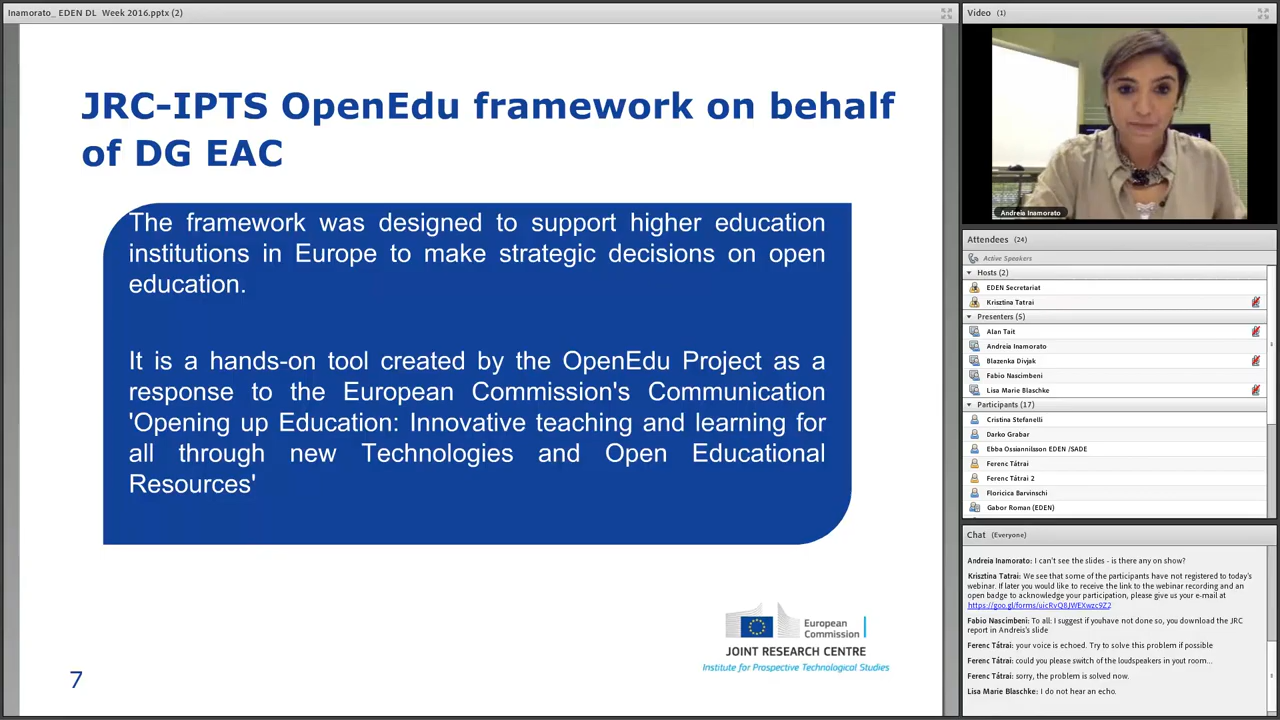 Inamorato_ EDEN DL Week 2016.pptx (2)
JRC-IPTS OpenEdu framework on behalf
of DG EAC
The framework was designed to support higher education
institutions in Europe to make strategic decisions on open
education.
It is a hands-on tool created by the OpenEdu Project as a
response to the European Commission's Communication
'Opening up Education: Innovative teaching and learning for
all through new Technologies and Open Educational
Resources'
European
Commission
JOINT RESEARCH CENTRE
Institute for Prospective Technological Studies
7
Video (1)
Andreia Inamorato
Attendees (24)
Active Speakers
Hosts (2)
EDEN Secretariat
Krisztina Tatrai
Presenters (5)
Alan Tait
Andreia Inamorato
Blazenka Divjak
Fabio Nascimbeni
Lisa Marie Blaschke
Participants (17)
Cristina Stefanelli
Darko Grabar
Ebba Ossiannilsson EDEN /SADE
Ferenc Tátrai
Ferenc Tátrai 2
Floricica Barvinschi
Gabor Roman (EDEN)
Chat (Everyone)
Andreia Inamorato: I can't see the slides - is there any on show?
Krisztina Tatrai: We see that some of the participants have not registered to today's
webinar. If later you would like to receive the link to the webinar recording and an
open badge to acknowledge your participation, please give us your e-mail at
https://goo.gl/forms/uicRvQ8JWEXwzc9Z2
Fabio Nascimbeni: To all: I suggest if youhave not done so, you download the JRC
report in Andreis's slide
Ferenc Tátrai: your voice is echoed. Try to solve this problem if possible
Ferenc Tátrai: could you please switch of the loudspeakers in yout room...
Ferenc Tátrai: sorry, the problem is solved now.
Lisa Marie Blaschke: I do not hear an echo.